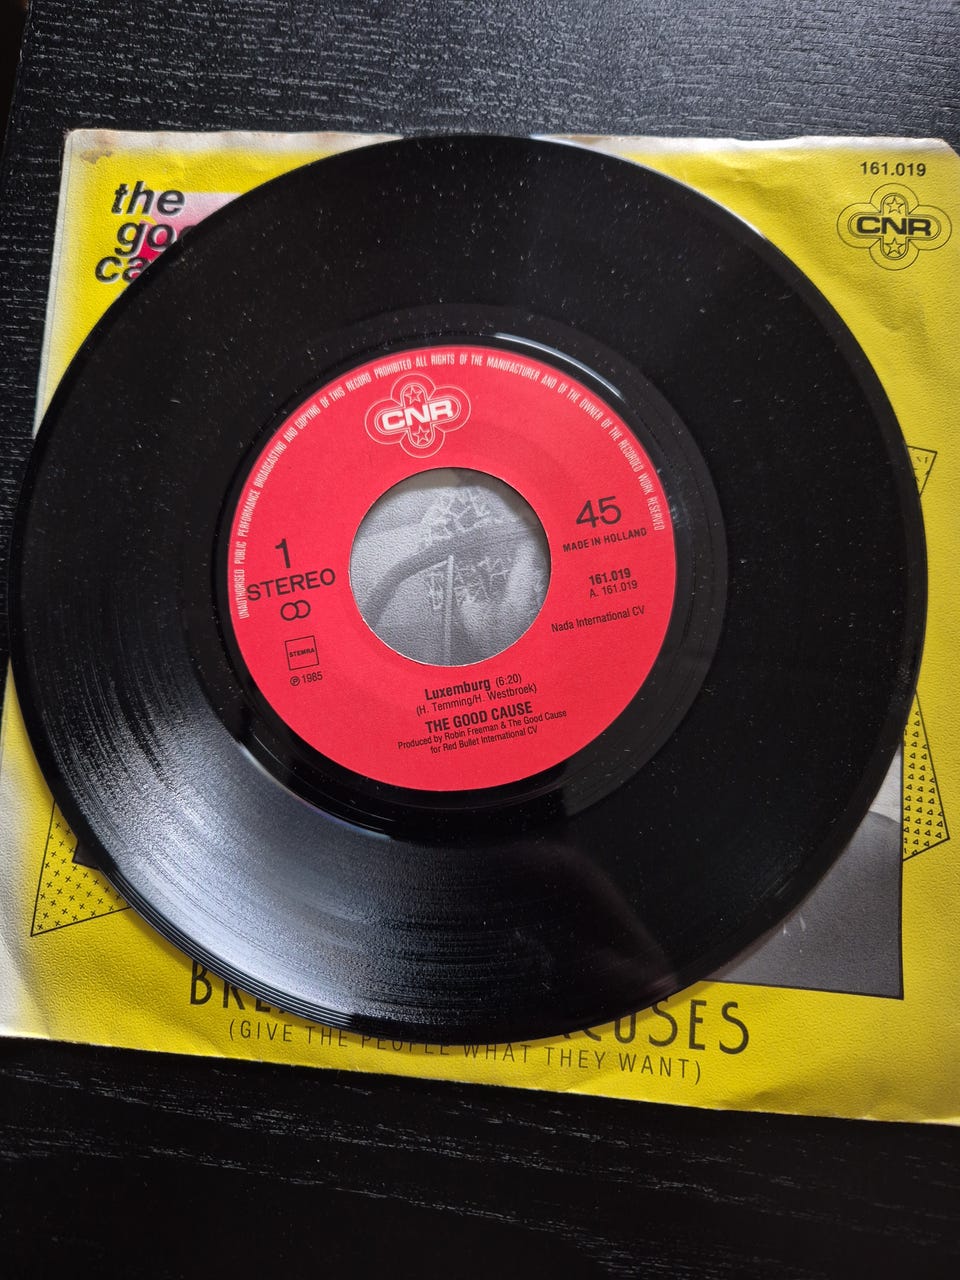 161.019
CNR
the
goo
ca
UNAUTHORISED PUBLIC PERFORMANCE BROADCASTING AND COPYING OF THIS RECORD PROHIBITED·ALL RIGHTS OF THE MANUFACTURER AND OF THE OWNER OF THE RECORDED WORK RESERVED
CNR
1
STEREO
45
MADE IN HOLLAND
161.019
A. 161.019
Nada International CV
STEMRA
℗ 1985
Luxemburg (6:20)
(H. Temming/H. Westbroek)
THE GOOD CAUSE
Produced by Robin Freeman & The Good Cause
for Red Bullet International CV
(GIVE THE PEOPLE WHAT THEY WANT)